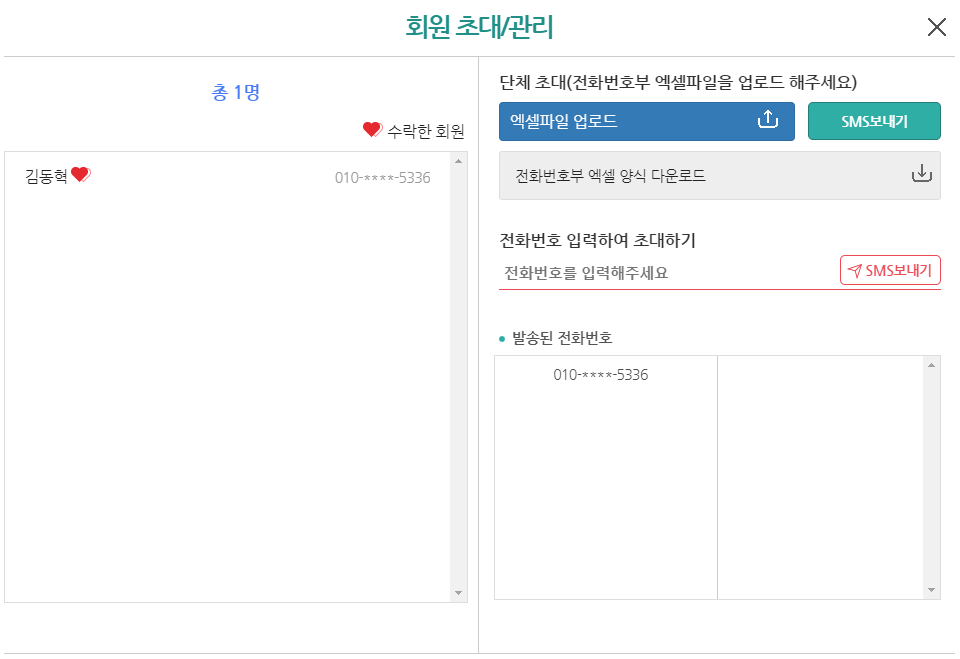 회원 초대/관리
총 1명
수락한 회원
김동혁 010-****-5336
단체 초대(전화번호부 엑셀파일을 업로드 해주세요)
엑셀파일 업로드
SMS보내기
전화번호부 엑셀 양식 다운로드
전화번호 입력하여 초대하기
전화번호를 입력해주세요
SMS보내기
발송된 전화번호
010-****-5336